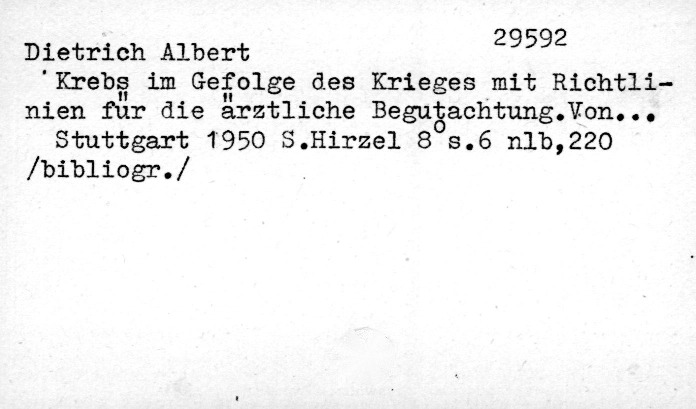 29592
Dietrich Albert
Krebs im Gefolge des Krieges mit Richtli-
nien für die ärztliche Begutachtung.Von...
Stuttgart 1950 S.Hirzel 8° s.6 nlb,220
/bibliogr./